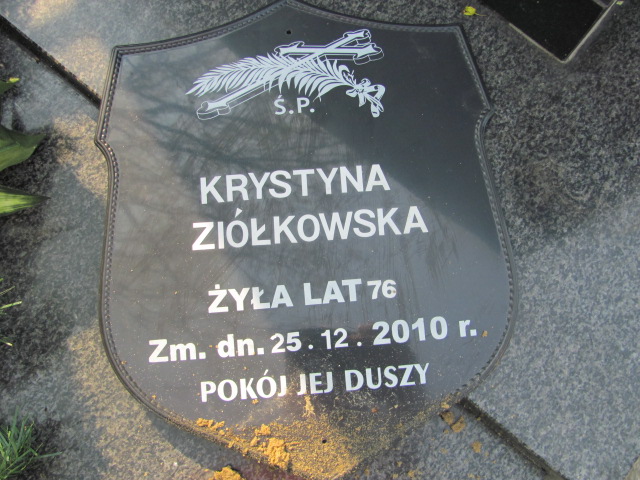 Ś.P.
KRYSTYNA
ZIÓŁKOWSKA
ŻYŁA LAT 76
Zm. dn. 25.12.2010 r.
POKÓJ JEJ DUSZY